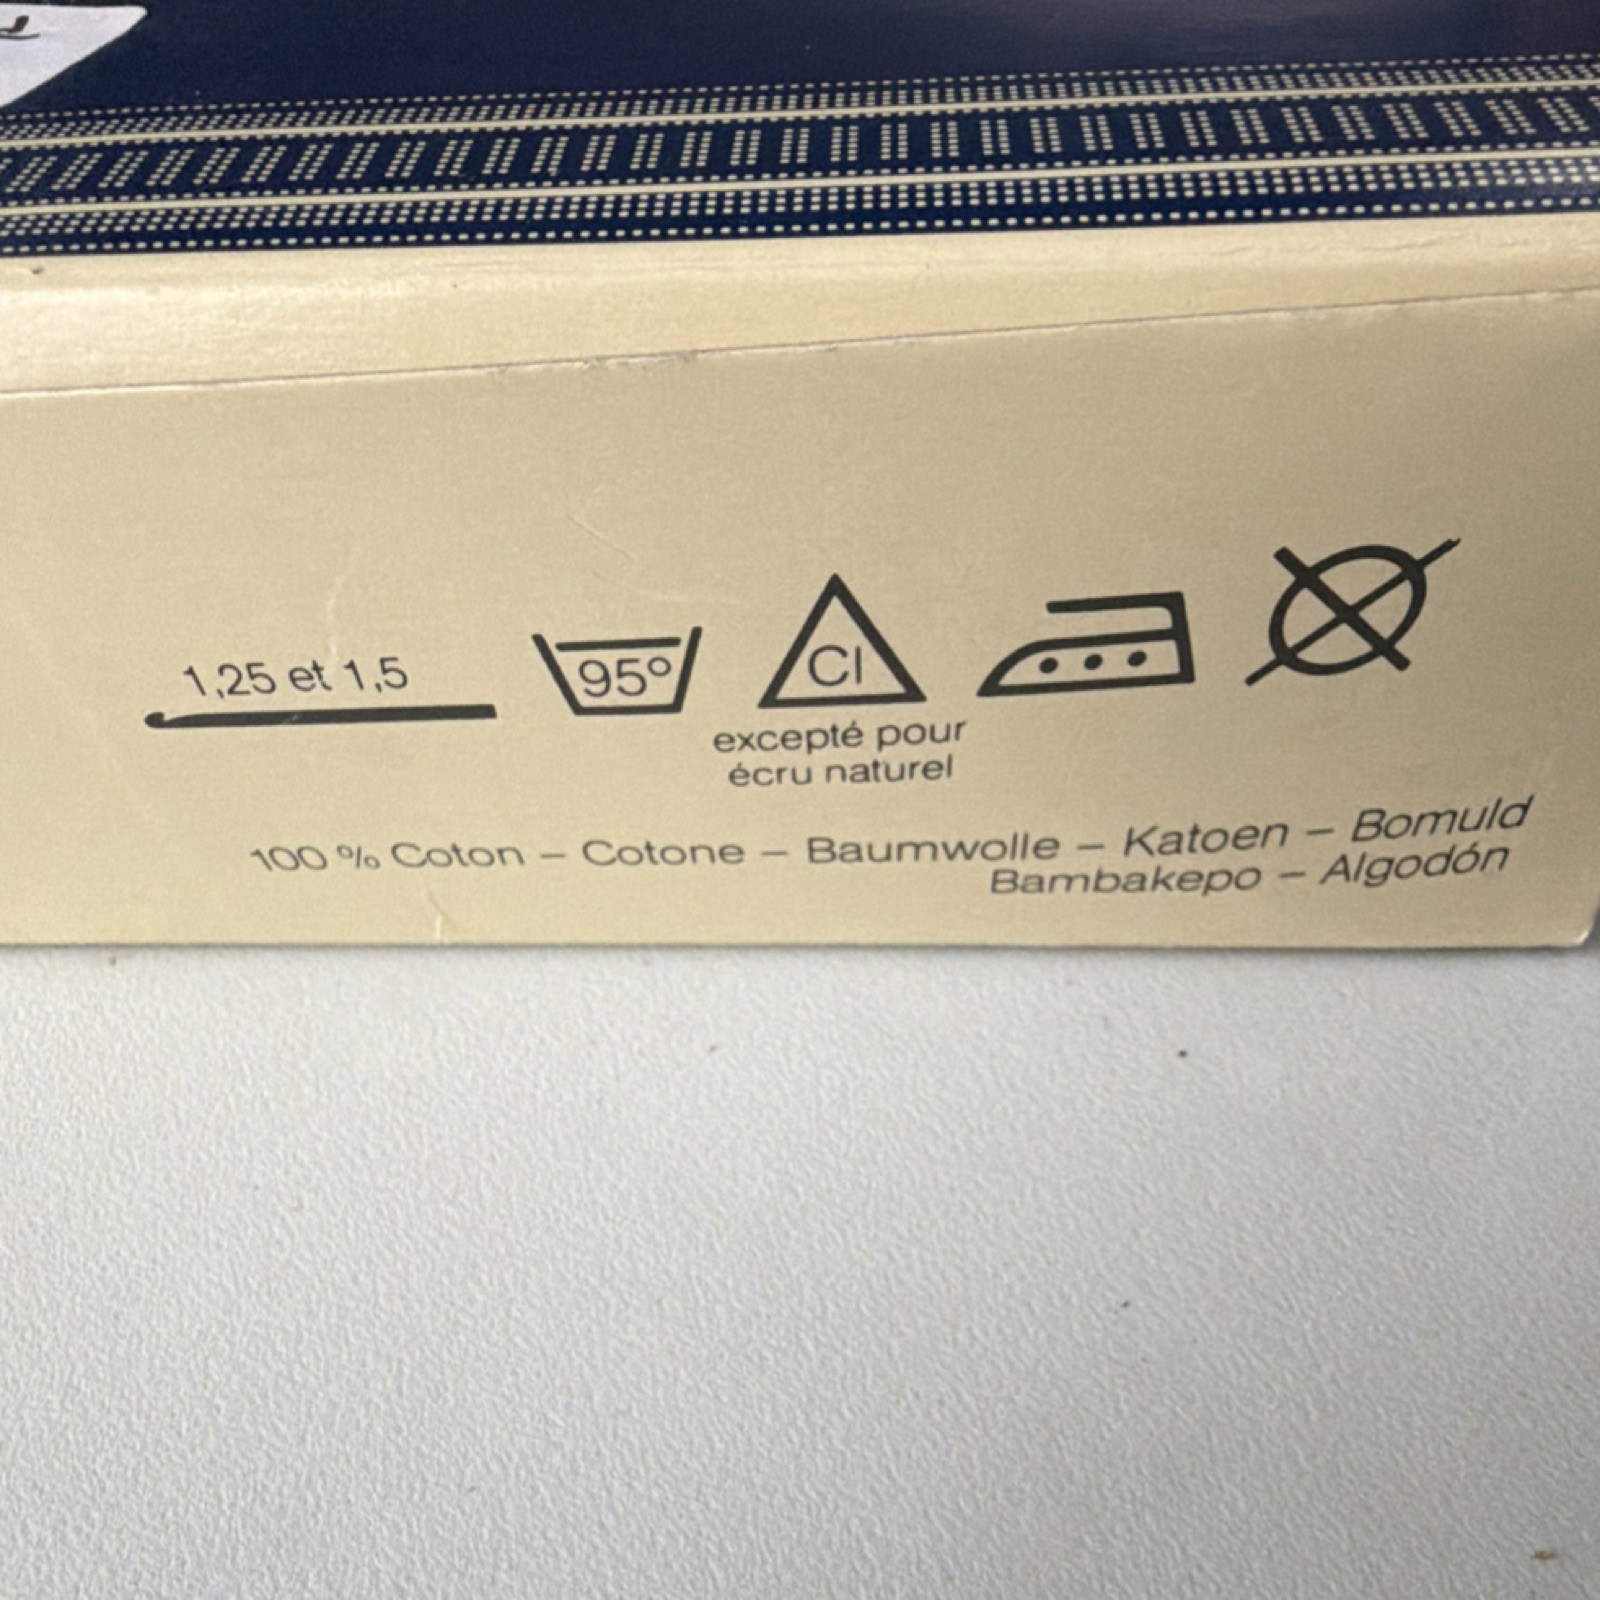 1,25 et 1,5
95°
Cl
excepté pour
écru naturel
100 % Coton – Cotone – Baumwolle – Katoen – Bomuld
Bambakepo – Algodón